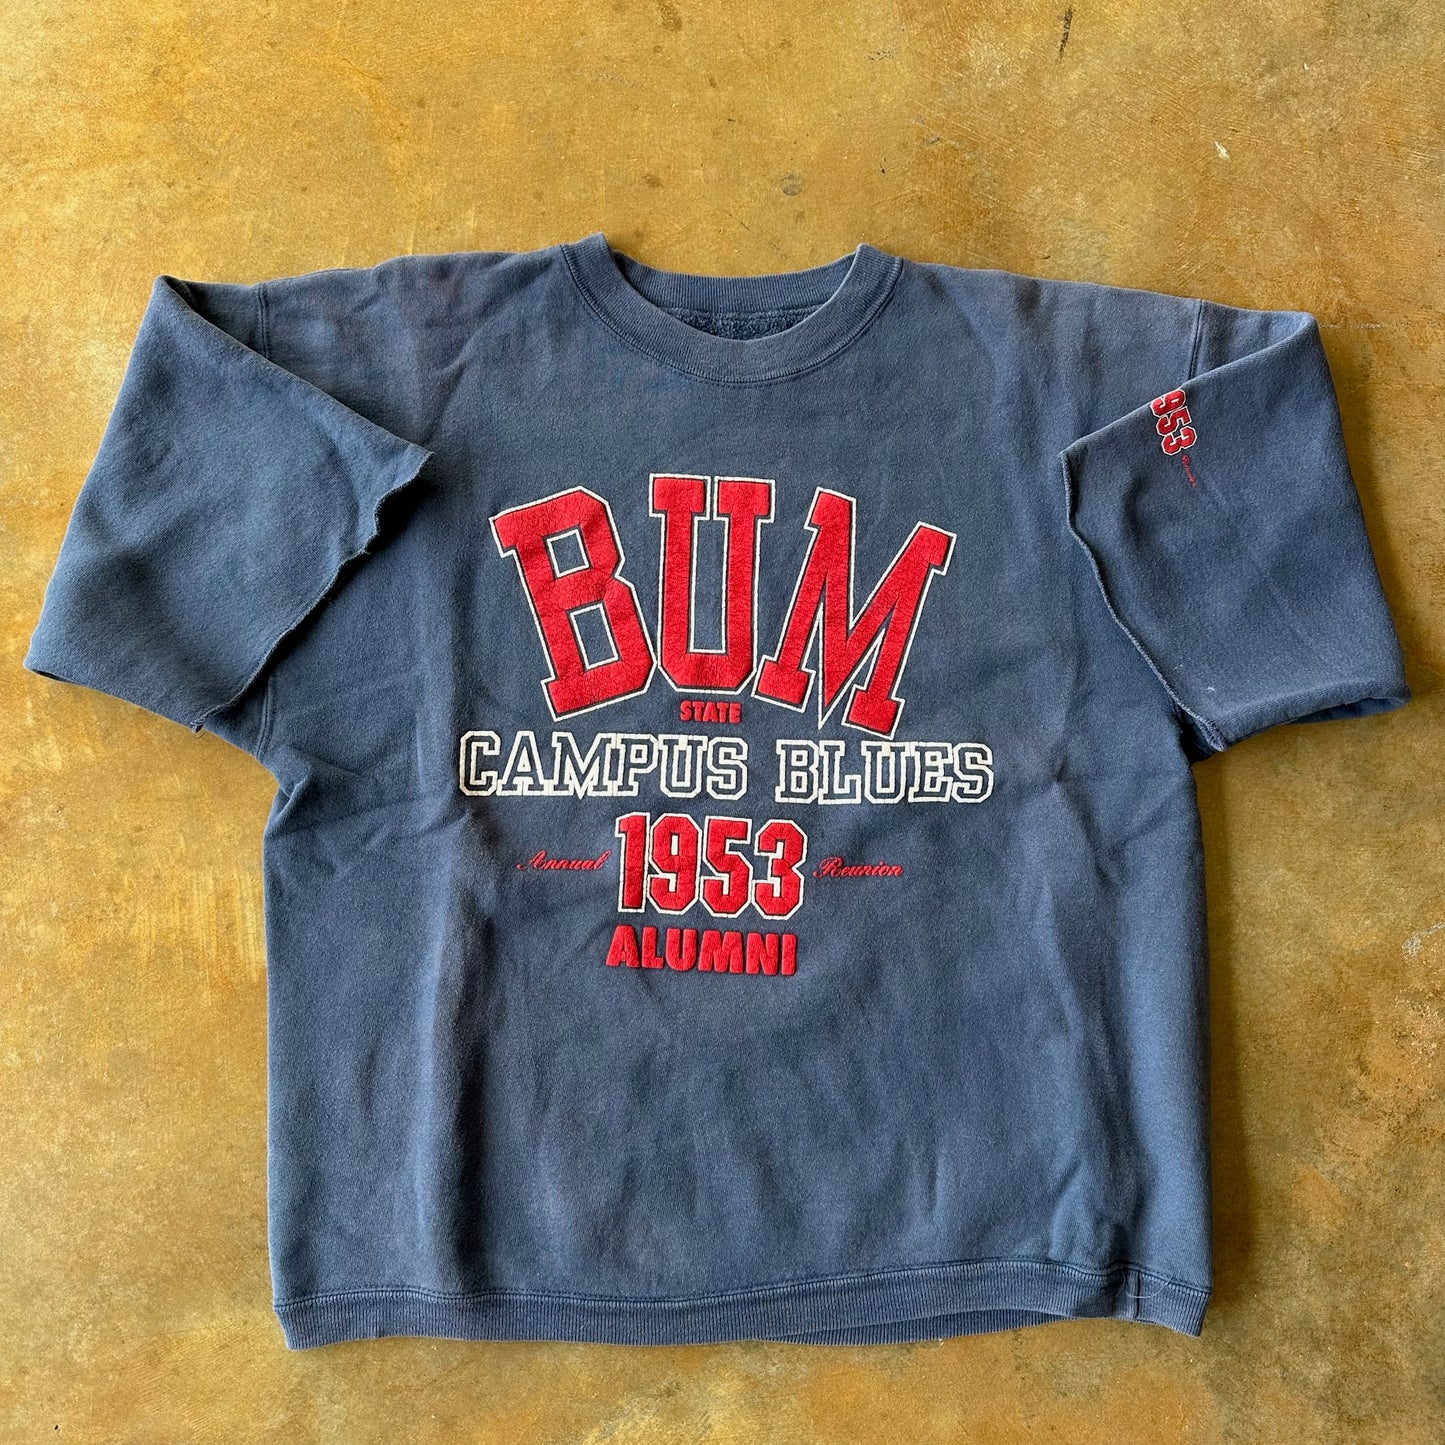 BUM
STATE
CAMPUS BLUES
Annual 1953 Reunion
ALUMNI
953